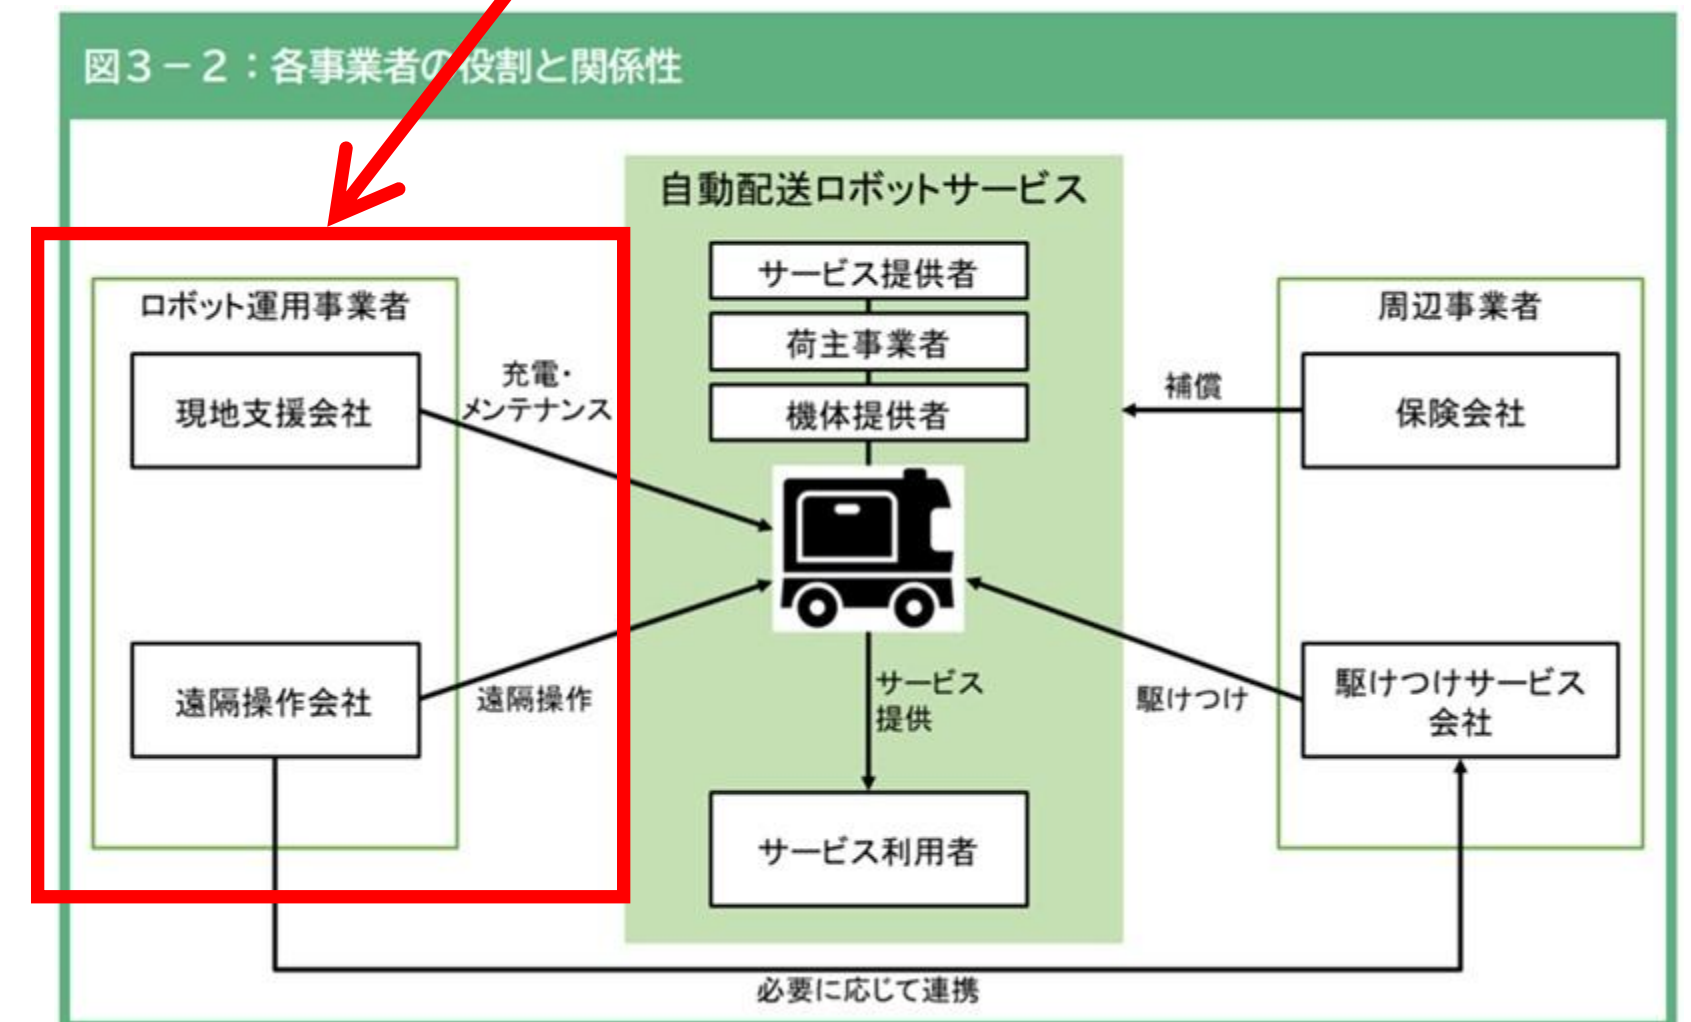 図3－2：各事業者の役割と関係性
自動配送ロボットサービス
サービス提供者
荷主事業者
機体提供者
ロボット運用事業者
現地支援会社
充電・
メンテナンス
遠隔操作会社
遠隔操作
サービス
提供
サービス利用者
周辺事業者
補償
保険会社
駆けつけ
駆けつけサービス
会社
必要に応じて連携